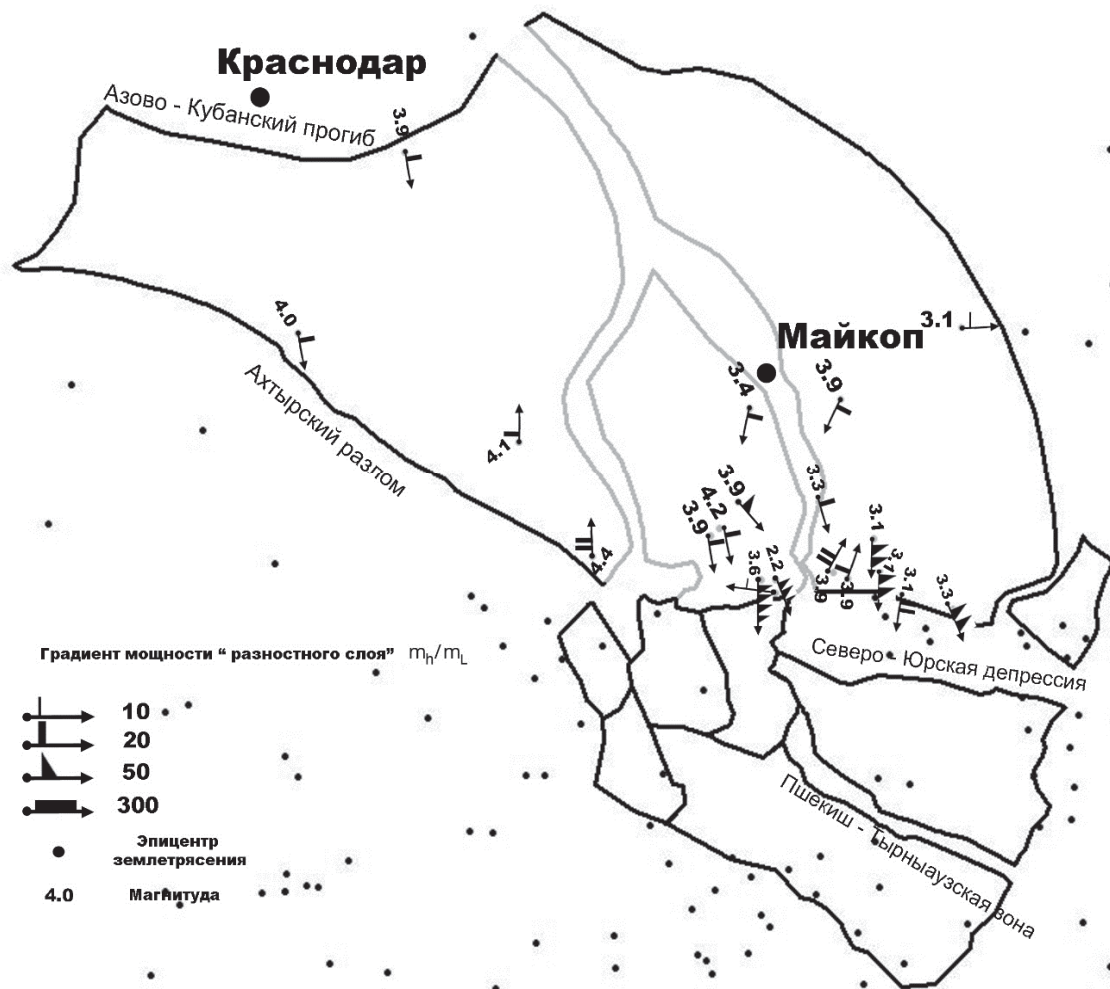 Краснодар
Азово - Кубанский прогиб
3.9
4.0
Ахтырский разлом
3.1
Майкоп
3.4
3.9
4.1
3.9
4.2
3.9
3.3
4.4
3.6
2.2
3.9
3.9
3.1
3.7
3.1
3.3
Северо - Юрская депрессия
Пшекиш - Тырныаузская зона
Градиент мощности “ разностного слоя” mh/mL
10
20
50
300
Эпицентр
землетрясения
4.0 Магнитуда